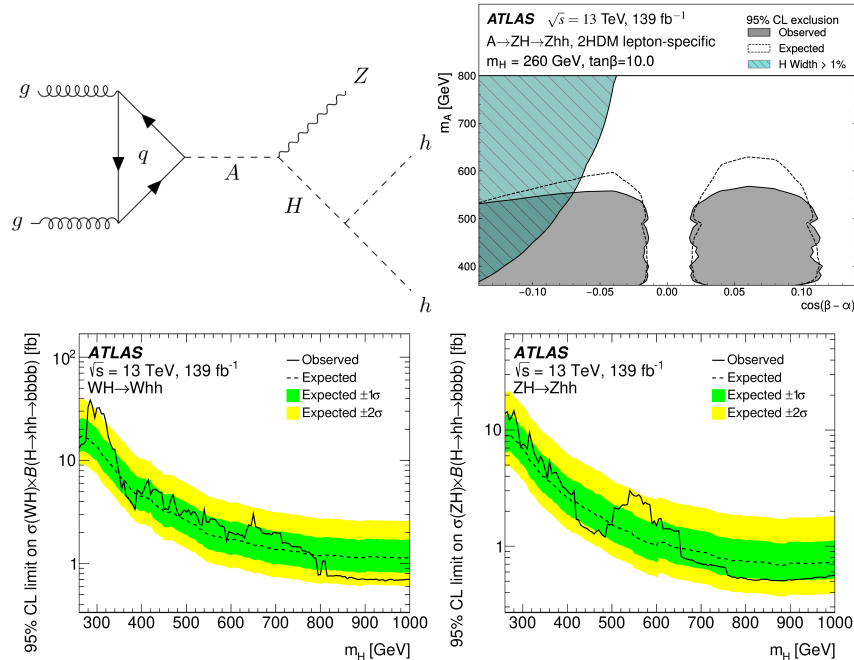 g
g
q
A
Z
H
h
h
ATLAS √s = 13 TeV, 139 fb⁻¹
A→ZH→Zhh, 2HDM lepton-specific
m_H = 260 GeV, tanβ=10.0
95% CL exclusion
Observed
Expected
H Width > 1%
m_A [GeV]
800
700
600
500
400
−0.10 −0.05 0.00 0.05 0.10
cos(β−α)
95% CL limit on σ(WH)×B(H→hh→bbbb) [fb]
10²
10
1
ATLAS
√s = 13 TeV, 139 fb⁻¹
WH→Whh
Observed
Expected
Expected ±1σ
Expected ±2σ
300 400 500 600 700 800 900 1000
m_H [GeV]
95% CL limit on σ(ZH)×B(H→hh→bbbb) [fb]
10
1
ATLAS
√s = 13 TeV, 139 fb⁻¹
ZH→Zhh
Observed
Expected
Expected ±1σ
Expected ±2σ
300 400 500 600 700 800 900 1000
m_H [GeV]